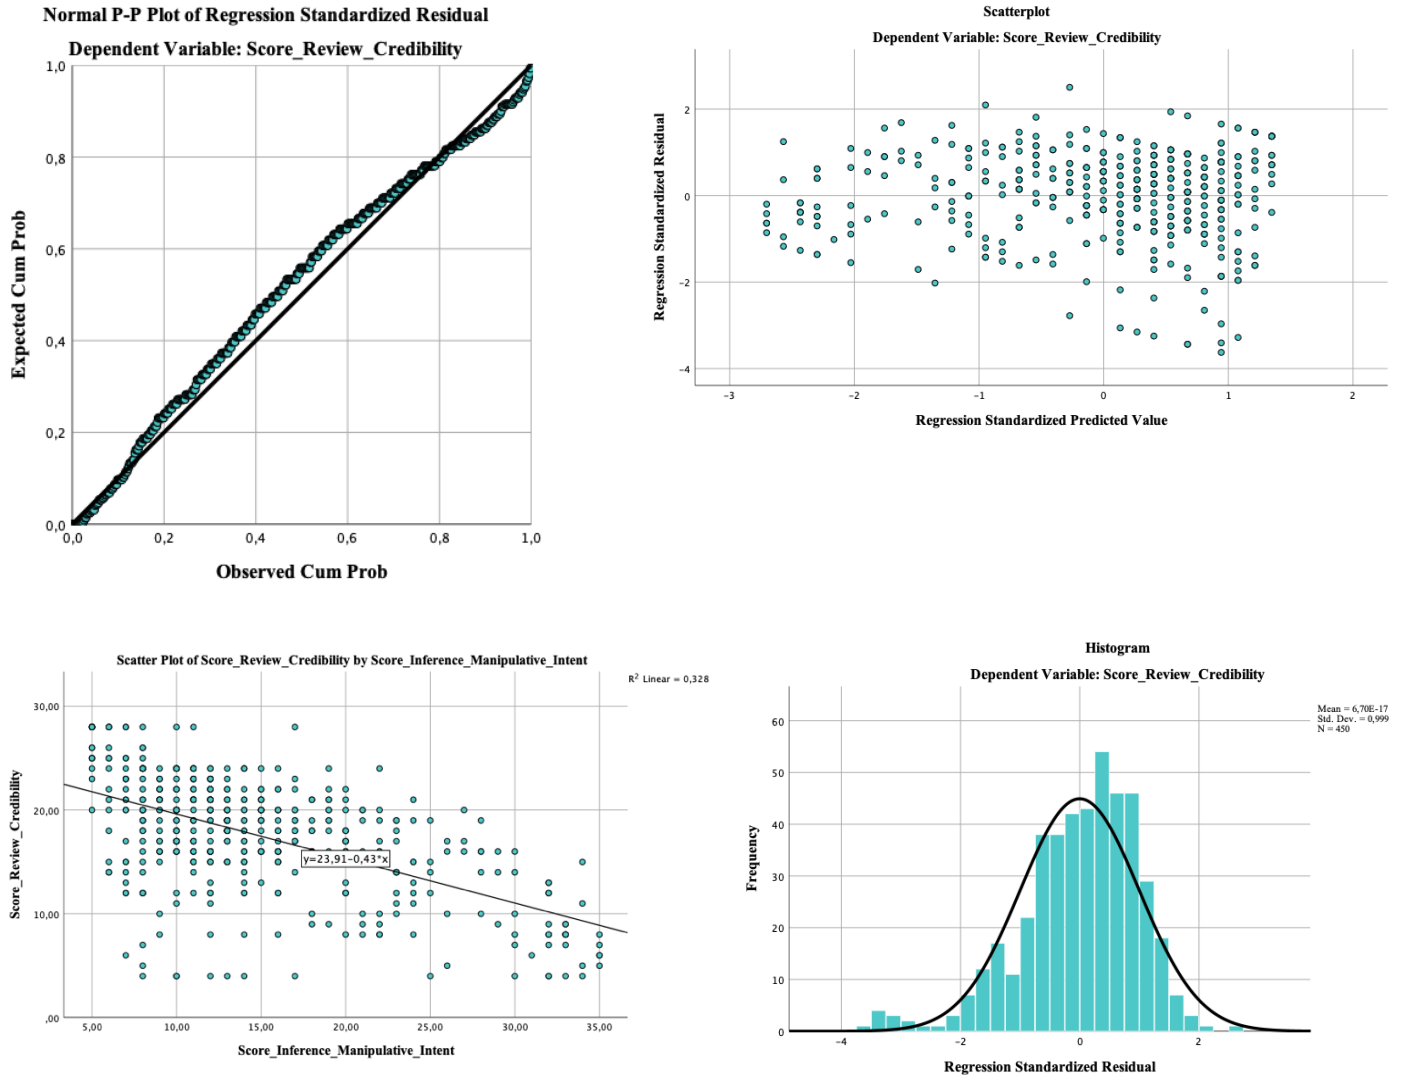 Normal P-P Plot of Regression Standardized Residual
Dependent Variable: Score_Review_Credibility
1,0
0,8
0,6
0,4
0,2
0,0
0,0 0,2 0,4 0,6 0,8 1,0
Expected Cum Prob
Observed Cum Prob
Scatterplot
Dependent Variable: Score_Review_Credibility
2
0
-2
-4
-3 -2 -1 0 1 2
Regression Standardized Residual
Regression Standardized Predicted Value
Scatter Plot of Score_Review_Credibility by Score_Inference_Manipulative_Intent
R² Linear = 0,328
30,00
20,00
10,00
,00
y=23,91-0,43*x
5,00 10,00 15,00 20,00 25,00 30,00 35,00
Score_Review_Credibility
Score_Inference_Manipulative_Intent
Histogram
Dependent Variable: Score_Review_Credibility
Mean = 6,70E-17
Std. Dev. = 0,999
N = 450
60
50
40
30
20
10
0
-4 -2 0 2
Frequency
Regression Standardized Residual